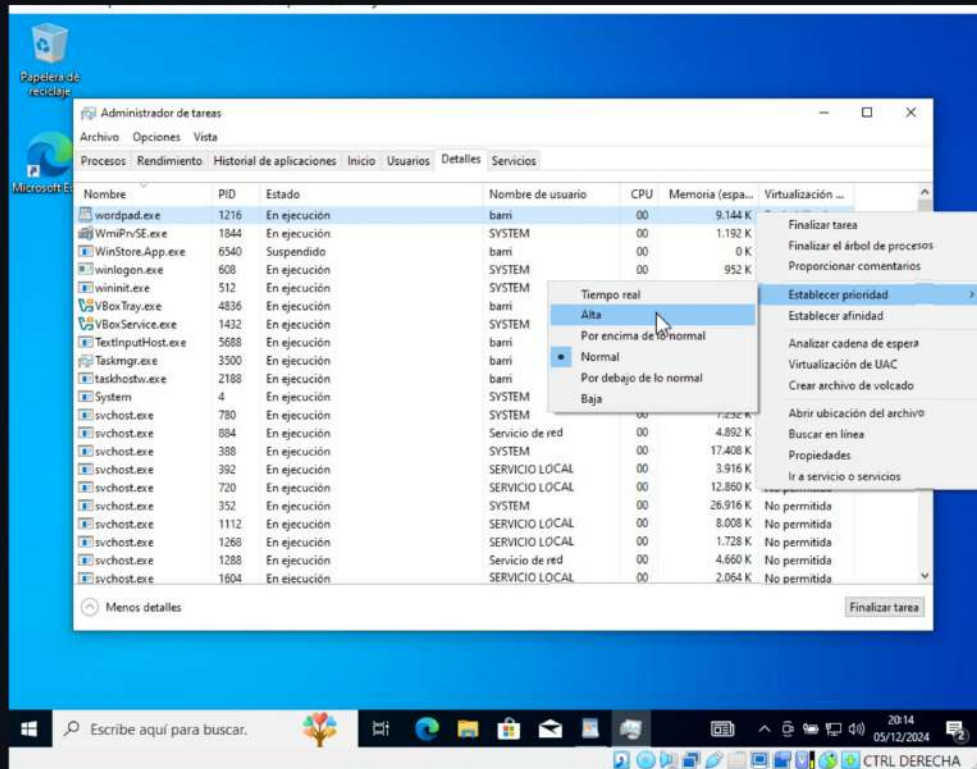 Papelera de
reciclaje
Microsoft E
Administrador de tareas
Archivo Opciones Vista
Procesos Rendimiento Historial de aplicaciones Inicio Usuarios Detalles Servicios
Nombre PID Estado Nombre de usuario CPU Memoria (espa... Virtualización ...
wordpad.exe 1216 En ejecución barri 00 9.144 K
WmiPrvSE.exe 1844 En ejecución SYSTEM 00 1.192 K
WinStore.App.exe 6540 Suspendido barri 00 0 K
winlogon.exe 608 En ejecución SYSTEM 00 952 K
wininit.exe 512 En ejecución SYSTEM
VBoxTray.exe 4836 En ejecución barri
VBoxService.exe 1432 En ejecución SYSTEM
TextInputHost.exe 5688 En ejecución barri
Taskmgr.exe 3500 En ejecución barri
taskhostw.exe 2188 En ejecución barri
System 4 En ejecución SYSTEM
svchost.exe 780 En ejecución SYSTEM 00 7.252 K
svchost.exe 884 En ejecución Servicio de red 00 4.892 K
svchost.exe 388 En ejecución SYSTEM 00 17.408 K
svchost.exe 392 En ejecución SERVICIO LOCAL 00 3.916 K
svchost.exe 720 En ejecución SERVICIO LOCAL 00 12.860 K
svchost.exe 352 En ejecución SYSTEM 00 26.916 K No permitida
svchost.exe 1112 En ejecución SERVICIO LOCAL 00 8.008 K No permitida
svchost.exe 1268 En ejecución SERVICIO LOCAL 00 1.728 K No permitida
svchost.exe 1288 En ejecución Servicio de red 00 4.660 K No permitida
svchost.exe 1604 En ejecución SERVICIO LOCAL 00 2.064 K No permitida
Tiempo real
Alta
Por encima de lo normal
Normal
Por debajo de lo normal
Baja
Finalizar tarea
Finalizar el árbol de procesos
Proporcionar comentarios
Establecer prioridad
Establecer afinidad
Analizar cadena de espera
Virtualización de UAC
Crear archivo de volcado
Abrir ubicación del archivo
Buscar en línea
Propiedades
Ir a servicio o servicios
Menos detalles
Finalizar tarea
Escribe aquí para buscar.
20:14
05/12/2024
2
CTRL DERECHA